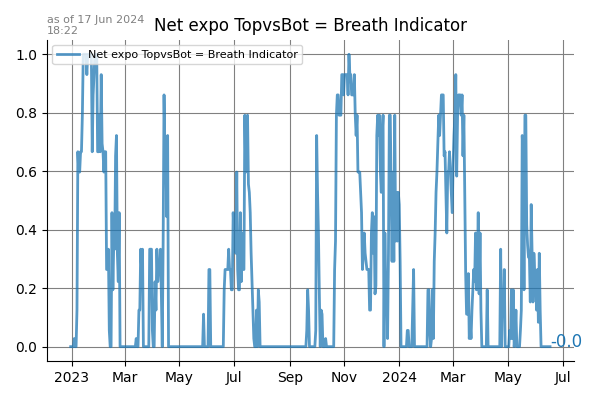 as of 17 Jun 2024
18:22
Net expo TopvsBot = Breath Indicator
Net expo TopvsBot = Breath Indicator
1.0
0.8
0.6
0.4
0.2
0.0
-0.0
2023 Mar May Jul Sep Nov 2024 Mar May Jul